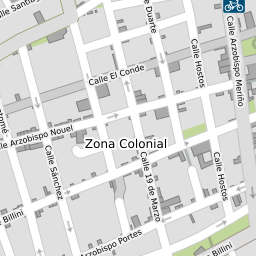 Calle Santi
Duarte
Calle Hostos
Calle Arzobispo Meriño
Calle El Conde
Arzobispo Nouel
Zona Colonial
Calle Sánchez
Calle 19 de Marzo
Calle Hostos
Billini
Arzobispo Portes
Billini